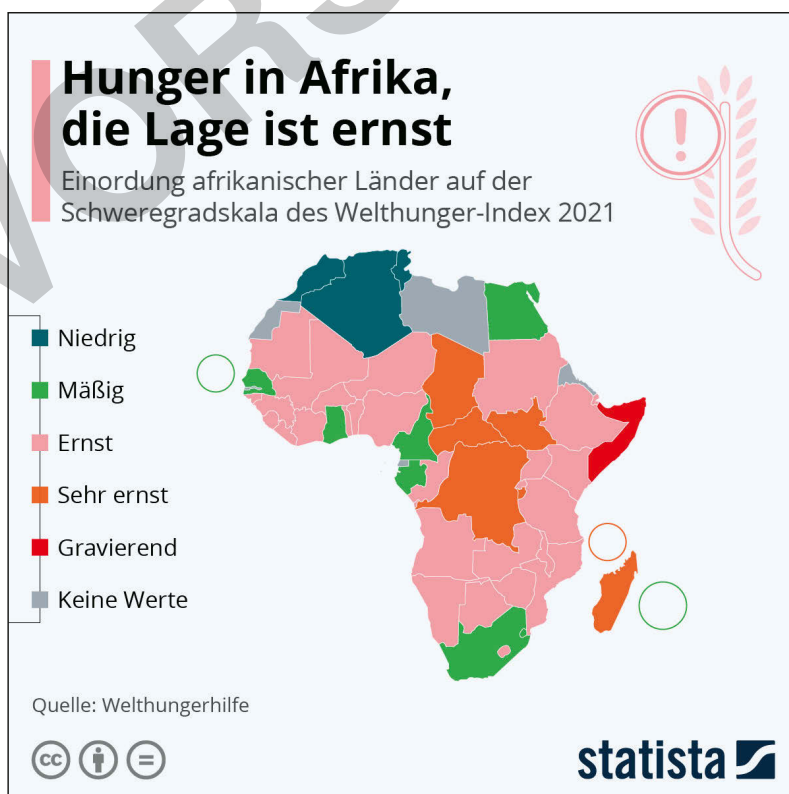 Hunger in Afrika,
die Lage ist ernst
Einordung afrikanischer Länder auf der
Schweregradskala des Welthunger-Index 2021
Niedrig
Mäßig
Ernst
Sehr ernst
Gravierend
Keine Werte
Quelle: Welthungerhilfe
cc
statista